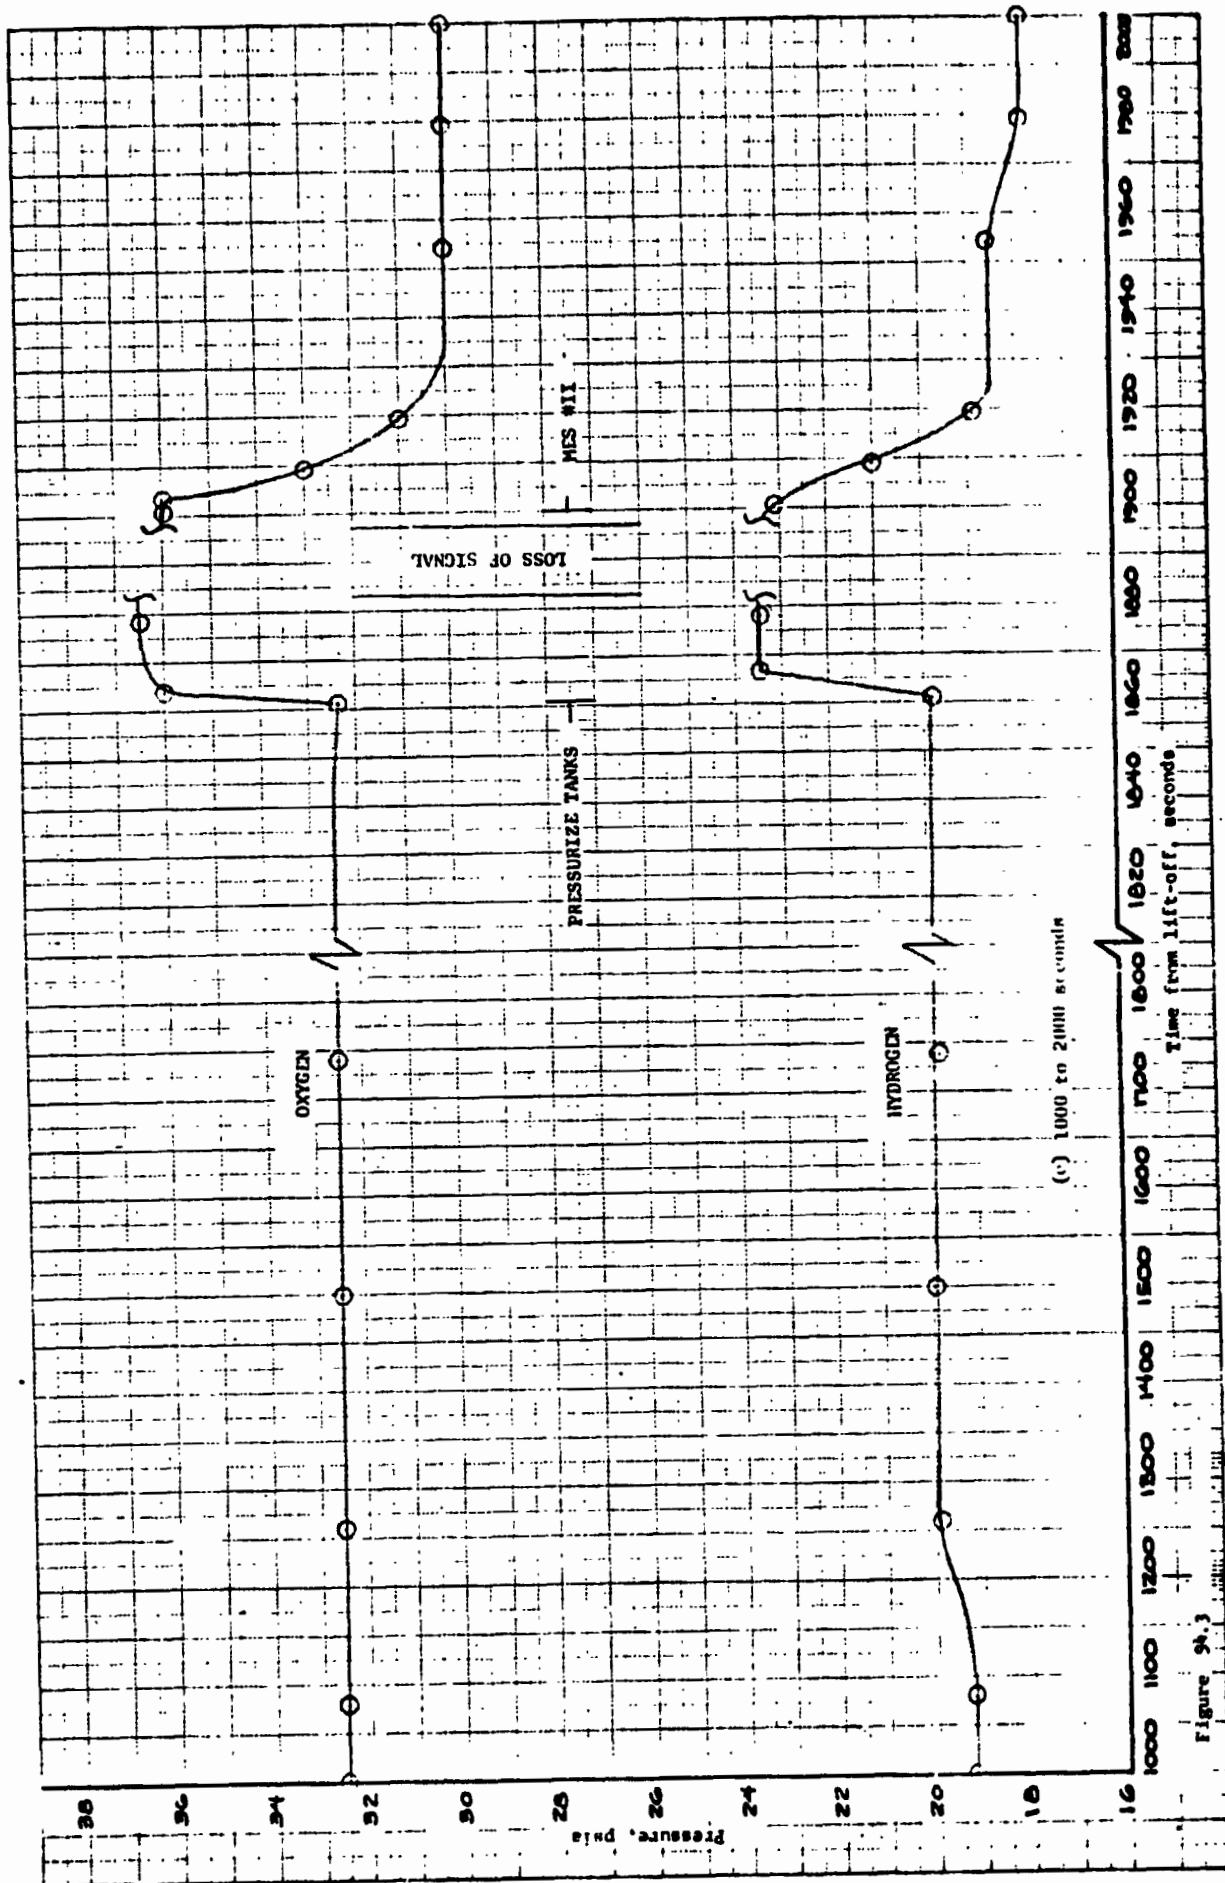 38
36
32
30
28
26
24
22
20
18
16
Pressure, psia
OXYGEN
HYDROGEN
PRESSURIZE TANKS
LOSS OF SIGNAL
MES #II
1000 1100 1200 1300 1400 1500 1600 1700 1800 1820 1840 1860 1880 1900 1920 1940 1960 1980 2000
Time from lift-off, seconds
(c) 1000 to 2000 seconds
Figure 94.3